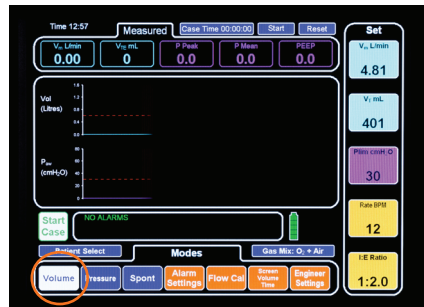 Time 12:57
Measured
Case Time 00:00:00
Start
Reset
Set
Vm L/min
0.00
VTE mL
0
P Peak
0.0
P Mean
0.0
PEEP
0.0
Vm L/min
4.81
VT mL
401
Plim cmH2O
30
Rate BPM
12
I:E Ratio
1:2.0
Vol
(Litres)
Paw
(cmH2O)
30
0
Start
Case
NO ALARMS
Patient Select
Modes
Gas Mix: O2 + Air
Volume
Pressure
Spont
Alarm
Settings
Flow Cal
Screen
Volume
Time
Engineer
Settings